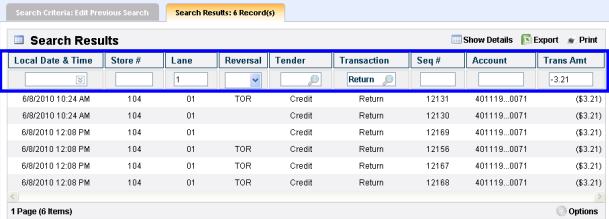 Search Criteria: Edit Previous Search Search Results: 6 Record(s)
Search Results Show Details Export Print
Local Date & Time Store # Lane Reversal Tender Transaction Seq # Account Trans Amt
1 Return -3.21
6/8/2010 10:24 AM 104 01 TOR Credit Return 12131 401119...0071 ($3.21)
6/8/2010 10:24 AM 104 01 Credit Return 12130 401119...0071 ($3.21)
6/8/2010 12:08 PM 104 01 Credit Return 12169 401119...0071 ($3.21)
6/8/2010 12:08 PM 104 01 TOR Credit Return 12156 401119...0071 ($3.21)
6/8/2010 12:08 PM 104 01 TOR Credit Return 12167 401119...0071 ($3.21)
6/8/2010 12:08 PM 104 01 TOR Credit Return 12168 401119...0071 ($3.21)
1 Page (6 Items) Options